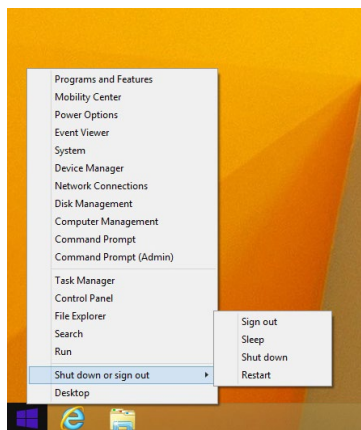 Programs and Features
Mobility Center
Power Options
Event Viewer
System
Device Manager
Network Connections
Disk Management
Computer Management
Command Prompt
Command Prompt (Admin)
Task Manager
Control Panel
File Explorer
Search
Run
Shut down or sign out
Desktop
Sign out
Sleep
Shut down
Restart